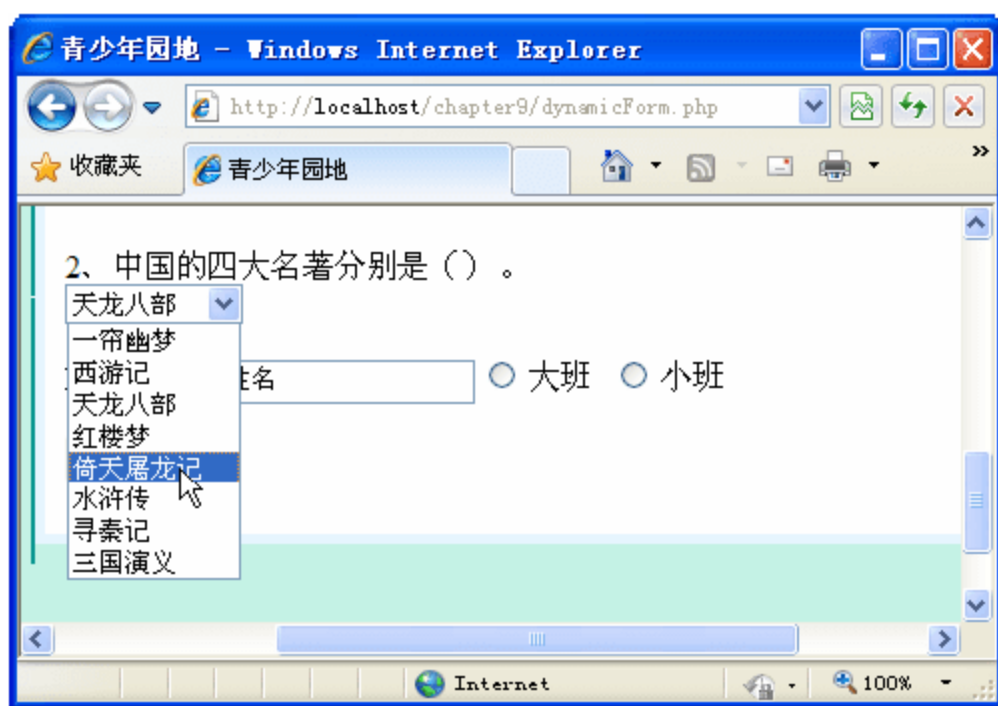 青少年园地 - Windows Internet Explorer
http://localhost/chapter9/dynamicForm.php
收藏夹
青少年园地
»
2、中国的四大名著分别是（）。
天龙八部
一帘幽梦
西游记
姓名
大班
小班
天龙八部
红楼梦
倚天屠龙记
水浒传
寻秦记
三国演义
Internet
100%